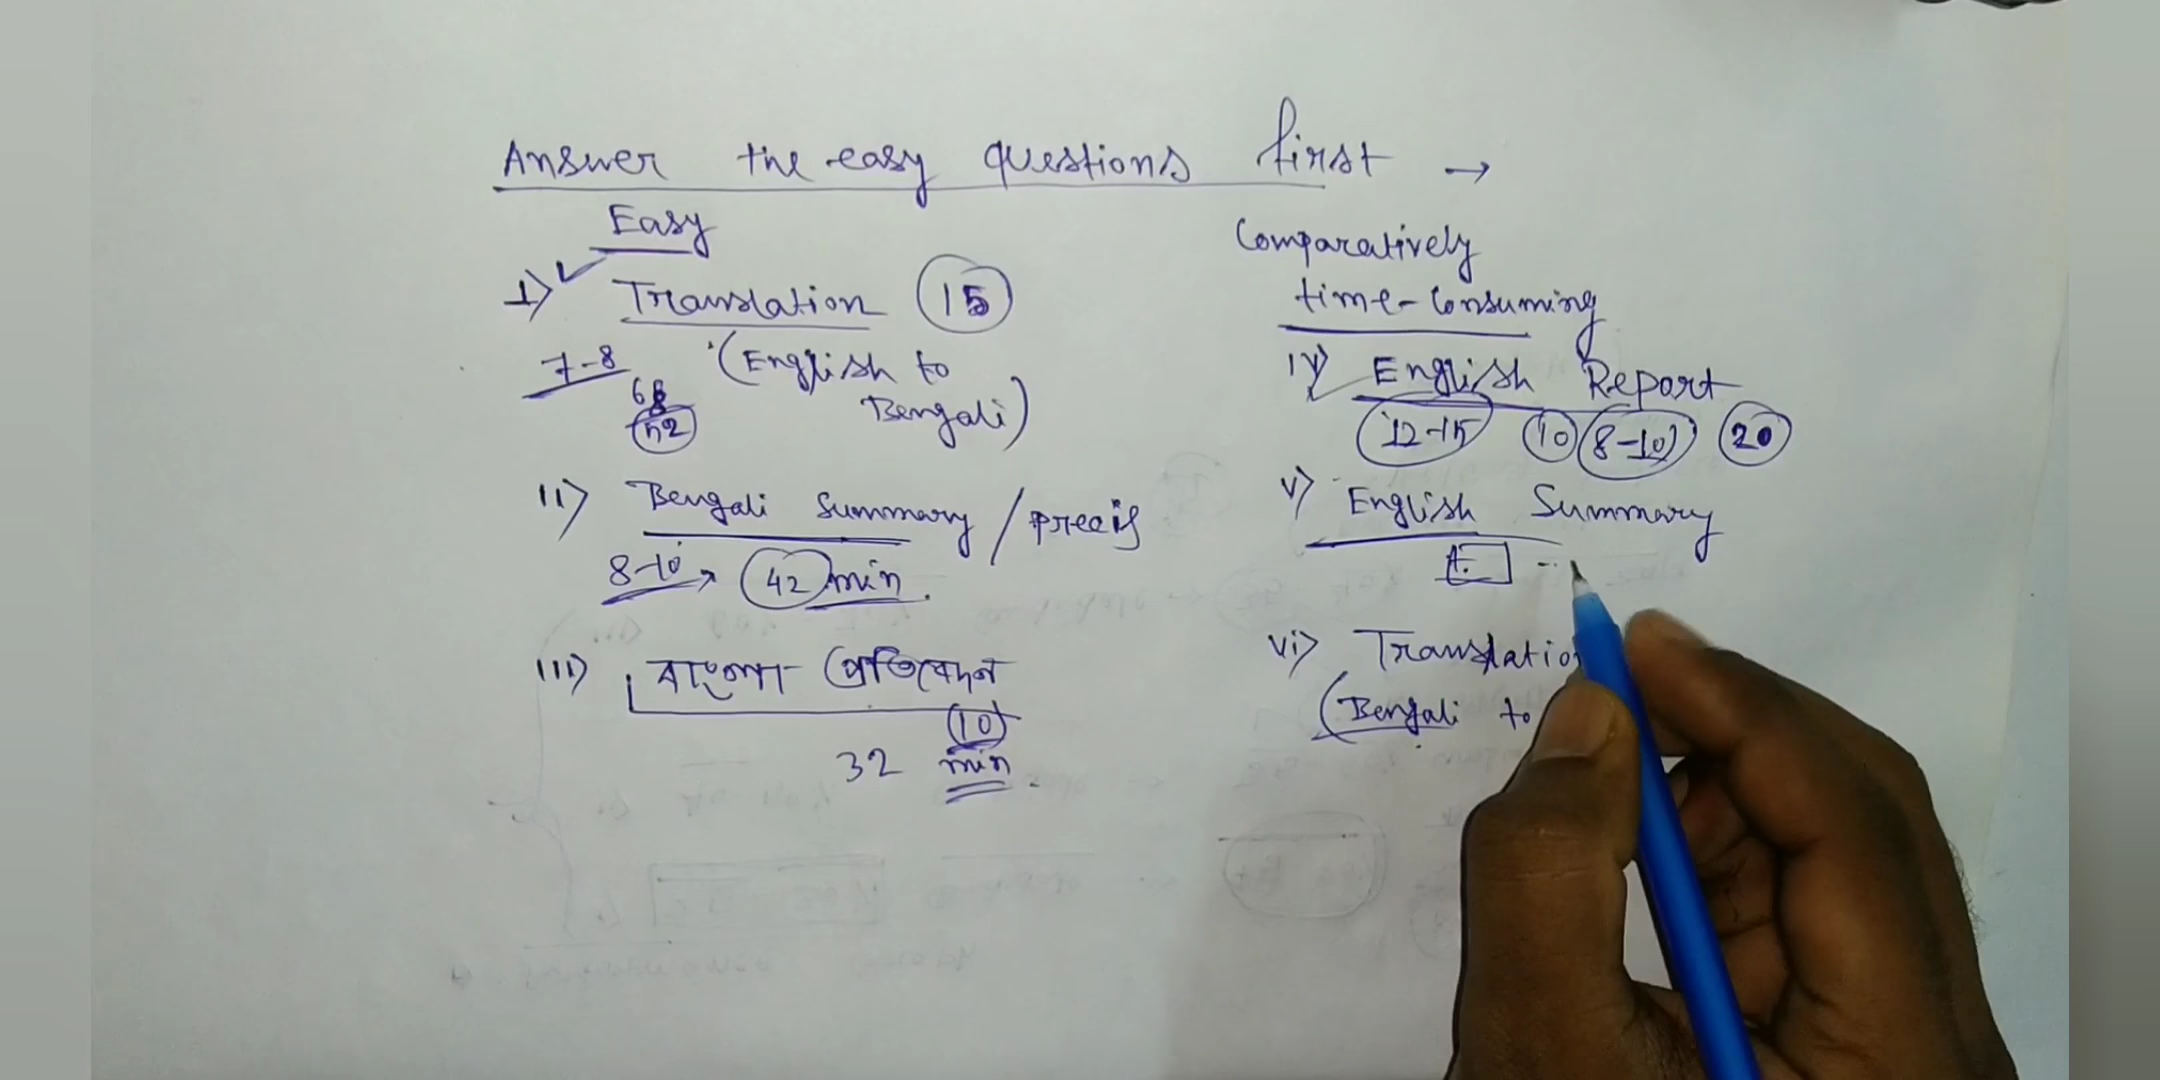 Answer the easy questions first →
Easy
I) ✓ Translation 15
7-8 (English to
68
52 Bengali)
II) Bengali Summary / precis
8-10 → 42 min.
III) বাংলা প্রতিবেদন
10
32 min.
Comparatively
time-Consuming
IV) English Report
12-15 10 8-10 20
V) English Summary
VI) Translation
(Bengali to